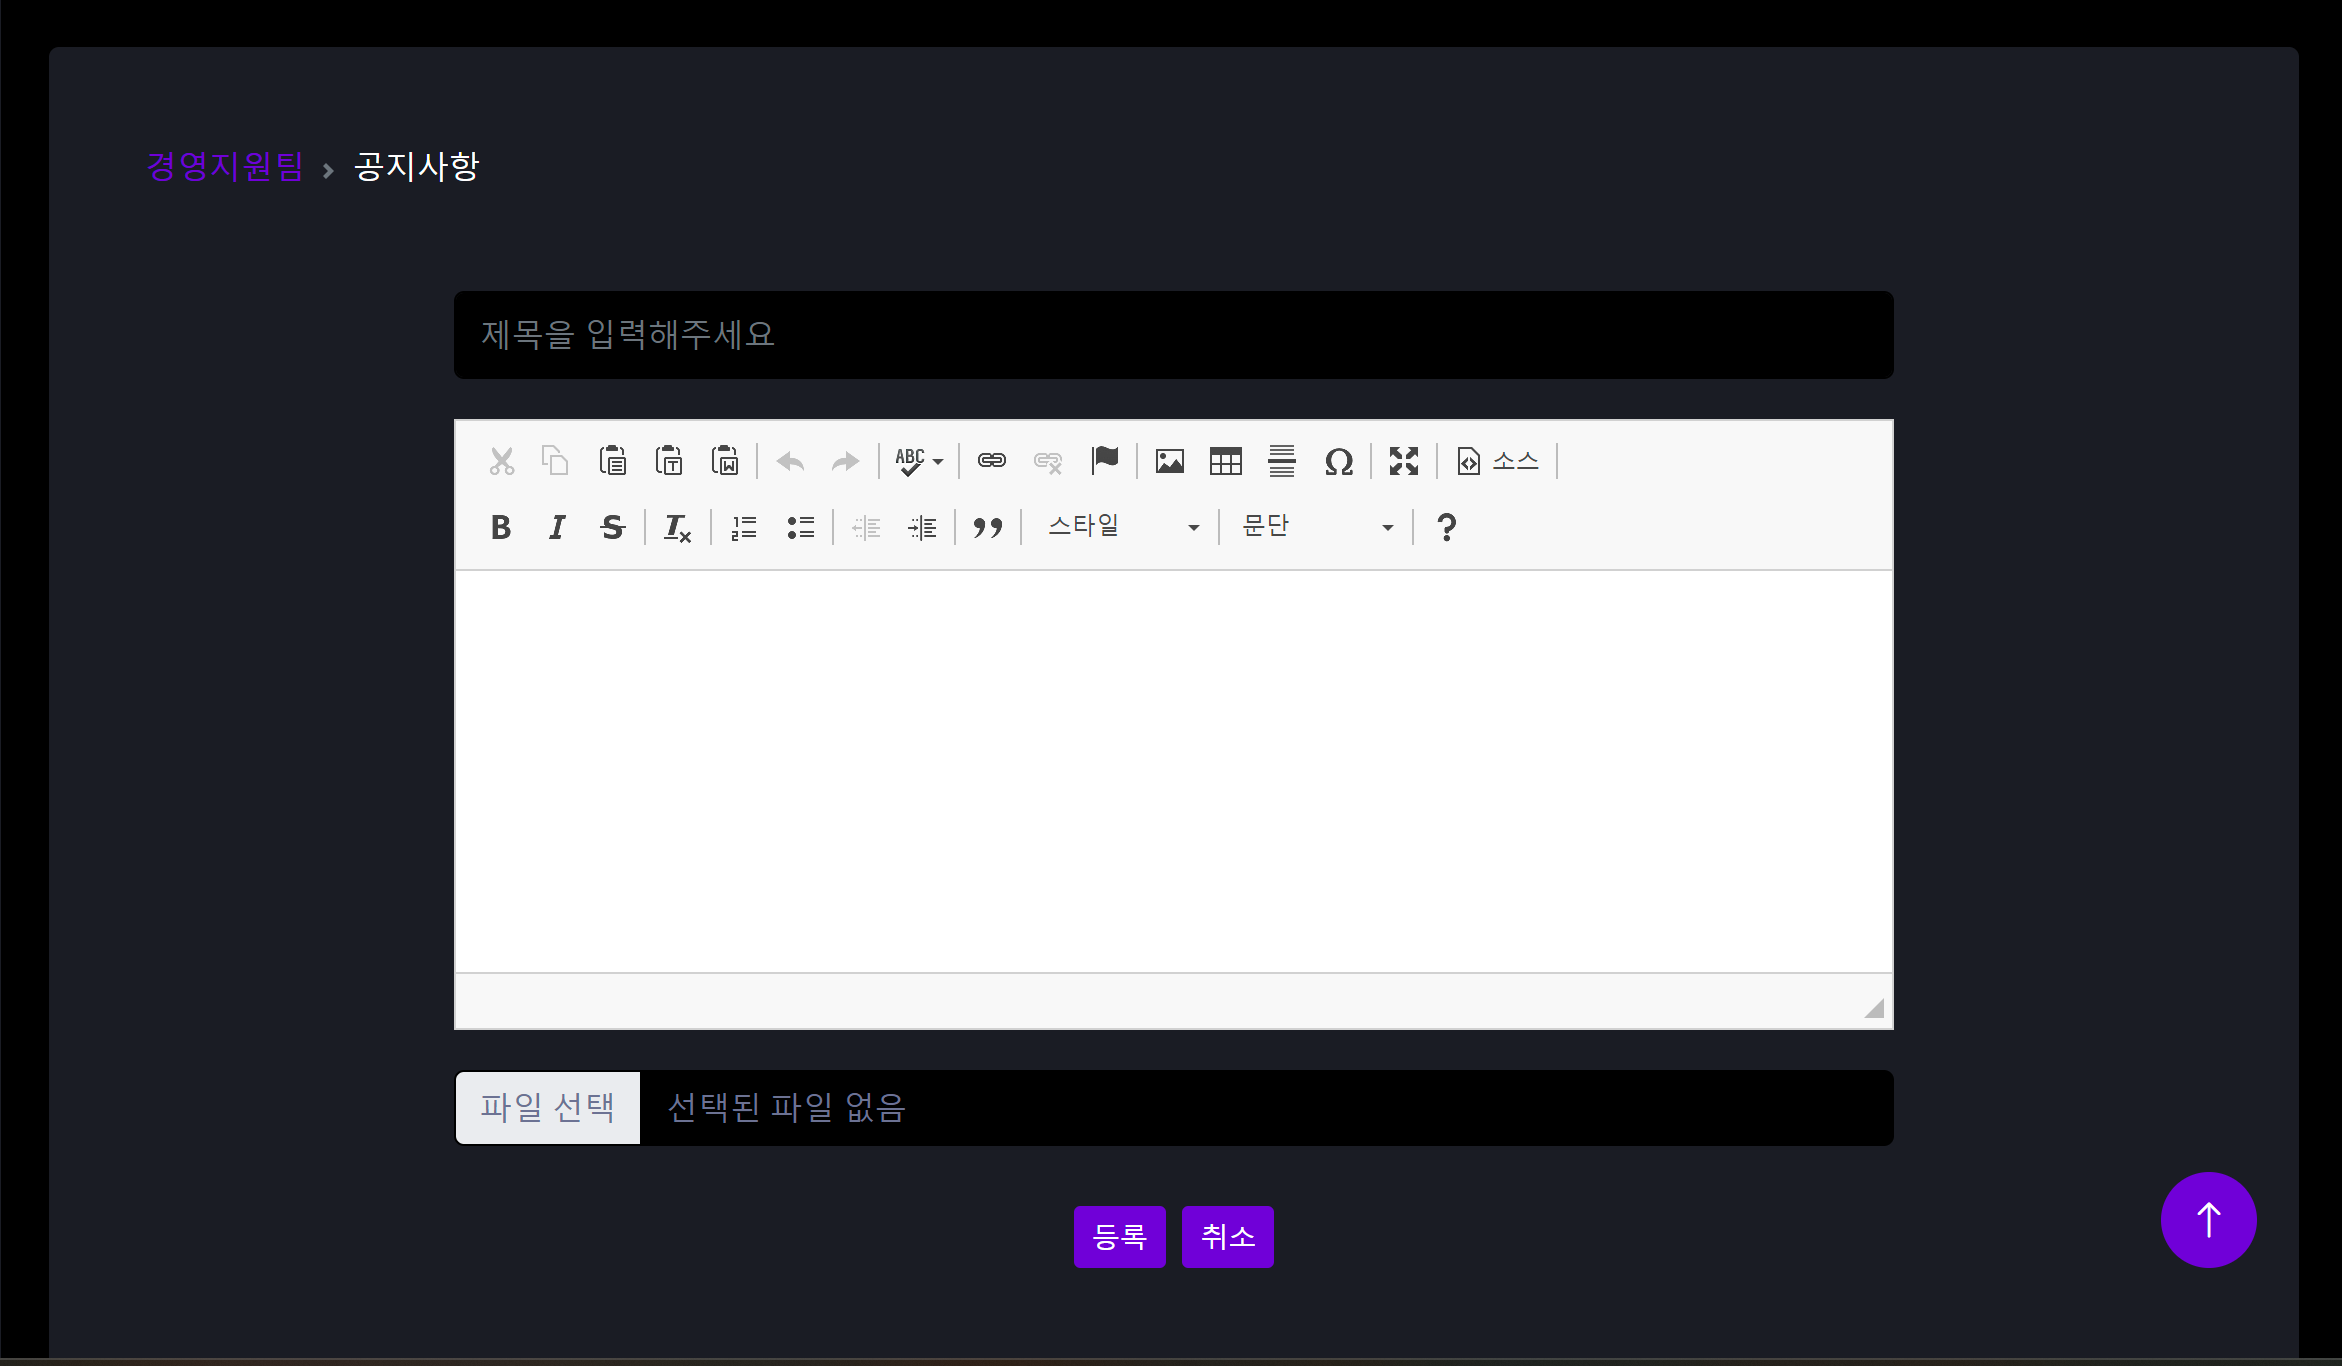 경영지원팀 › 공지사항
제목을 입력해주세요
ABC 소스
B I S Tx 스타일 문단 ?
파일 선택 선택된 파일 없음
등록 취소